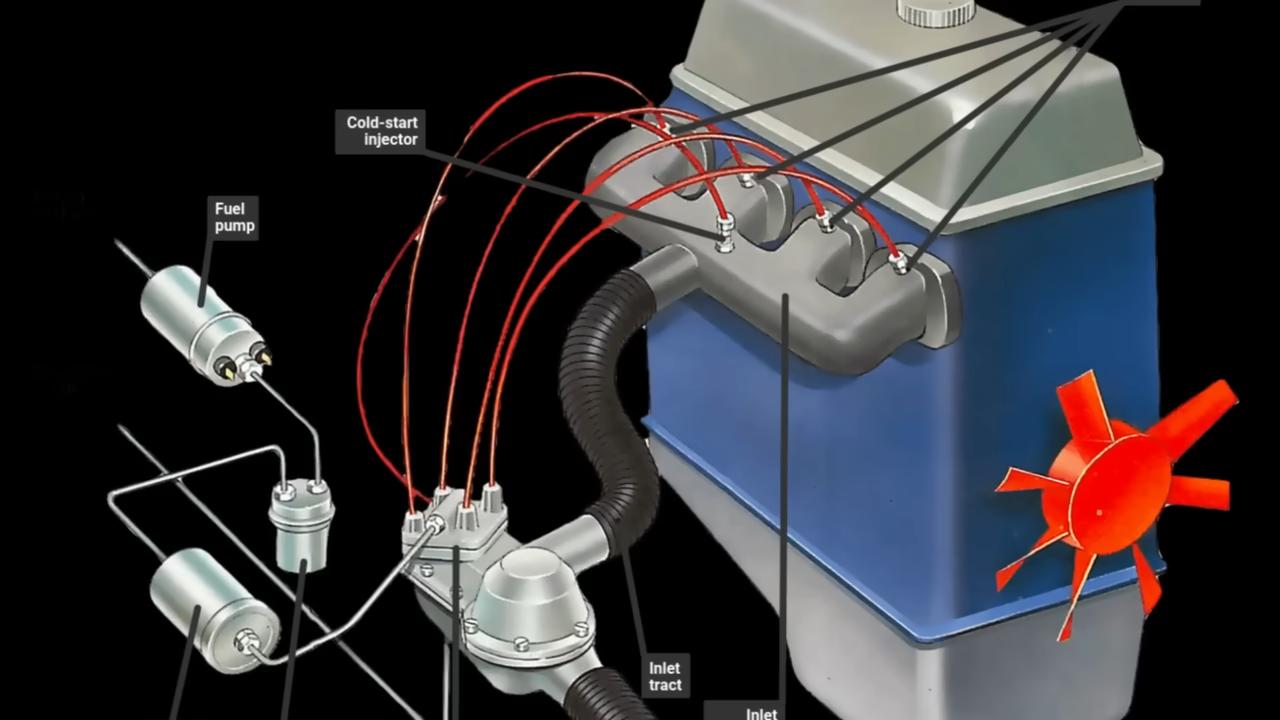 Cold-start
injector
Fuel
pump
Inlet
tract
Inlet